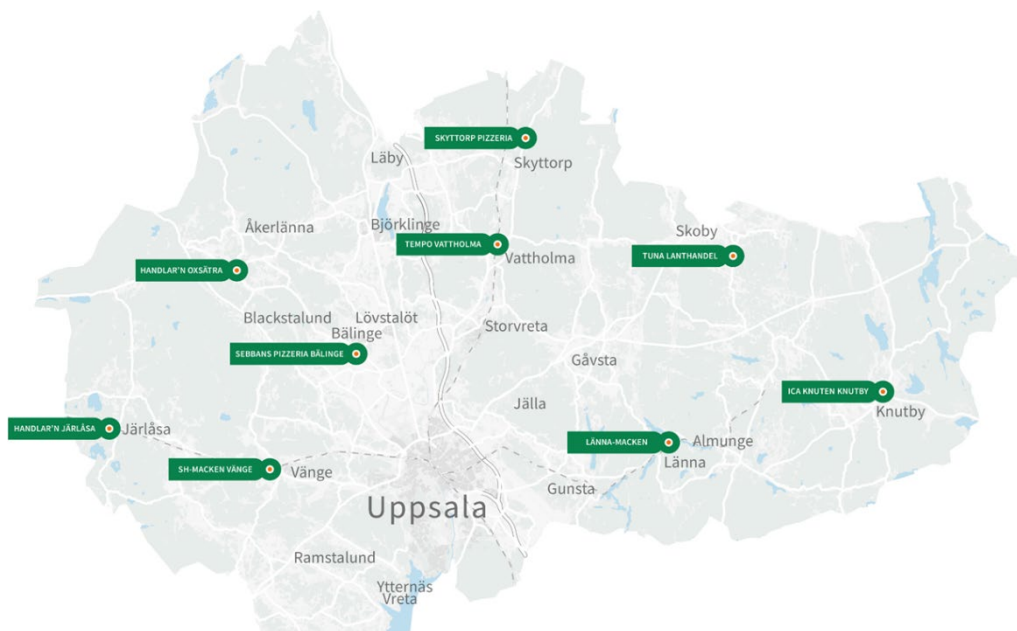 SKYTTORP PIZZERIA
Läby
Skyttorp
Åkerlänna
Björklinge
Skoby
TEMPO VATTHOLMA
Vattholma
TUNA LANTHANDEL
HANDLAR'N OXSÄTRA
Blackstalund
Lövstalöt
Storvreta
Bälinge
SEBBANS PIZZERIA BÄLINGE
Gåvsta
ICA KNUTEN KNUTBY
Jälla
Knutby
HANDLAR'N JÄRLÅSA
Järlåsa
LÄNNA-MACKEN
Almunge
Länna
SH-MACKEN VÄNGE
Vänge
Gunsta
Uppsala
Ramstalund
Ytternäs
Vreta